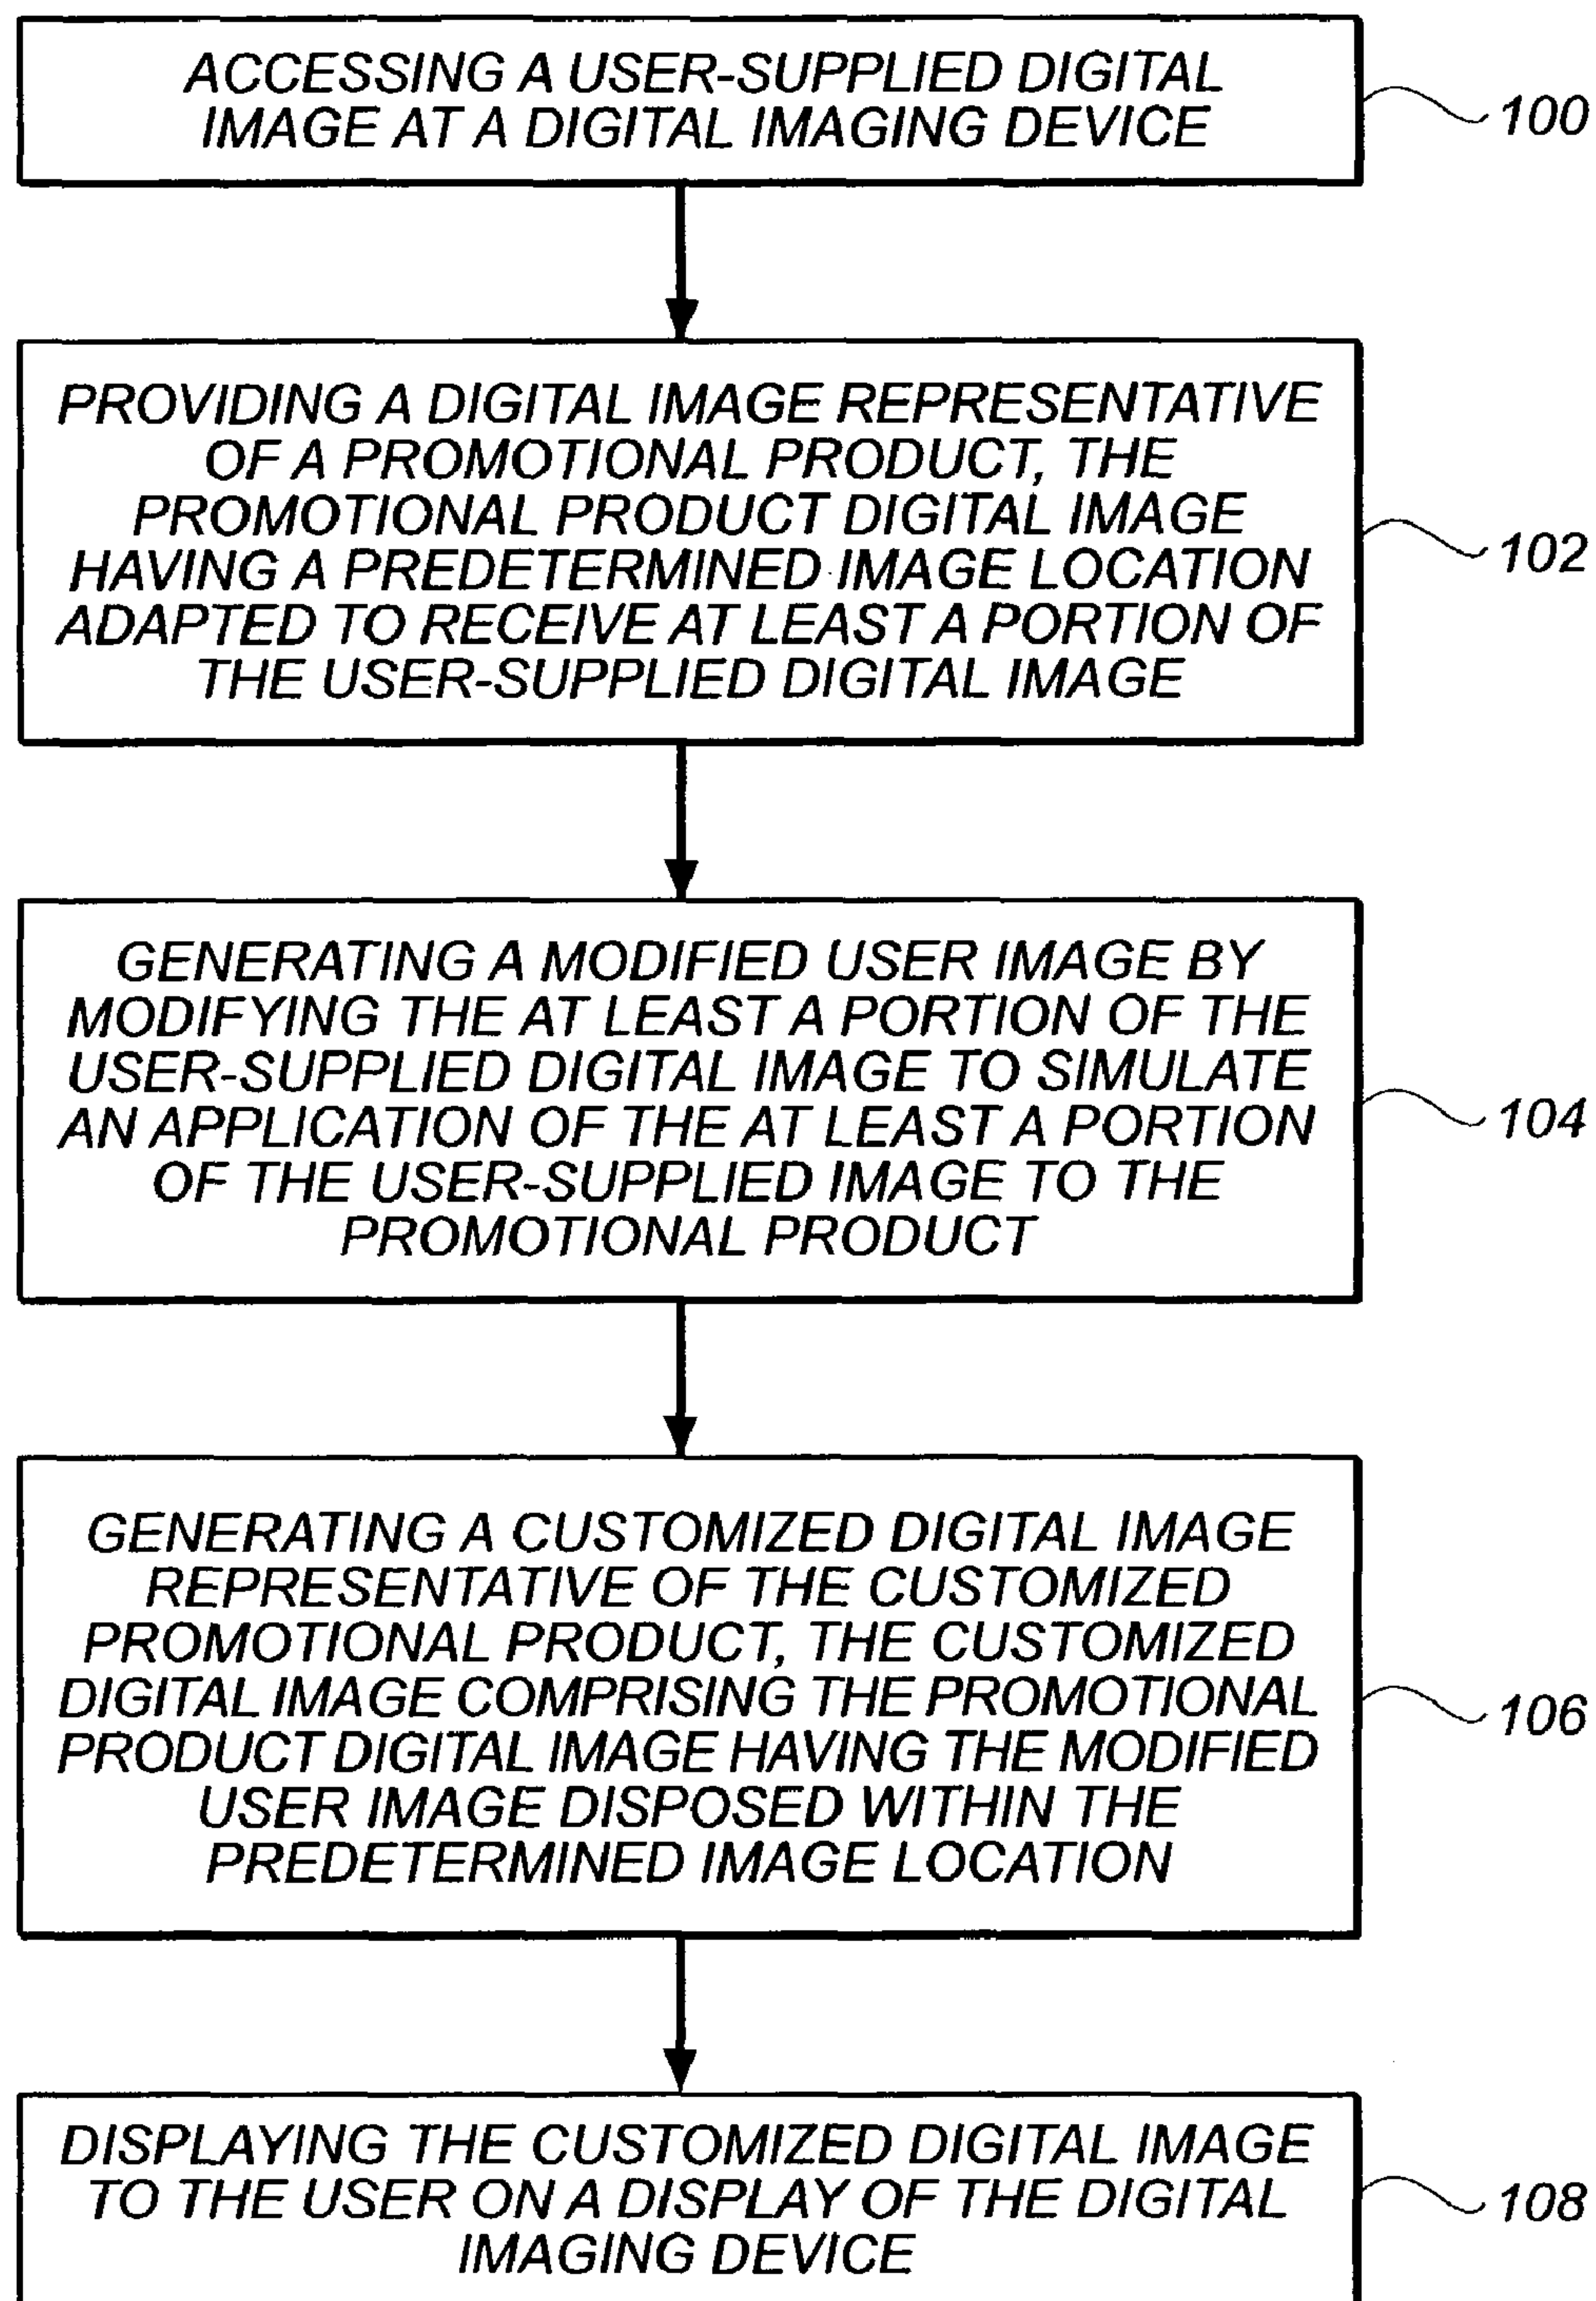 ACCESSING A USER-SUPPLIED DIGITAL
IMAGE AT A DIGITAL IMAGING DEVICE
100
PROVIDING A DIGITAL IMAGE REPRESENTATIVE
OF A PROMOTIONAL PRODUCT, THE
PROMOTIONAL PRODUCT DIGITAL IMAGE
HAVING A PREDETERMINED IMAGE LOCATION
ADAPTED TO RECEIVE AT LEAST A PORTION OF
THE USER-SUPPLIED DIGITAL IMAGE
102
GENERATING A MODIFIED USER IMAGE BY
MODIFYING THE AT LEAST A PORTION OF THE
USER-SUPPLIED DIGITAL IMAGE TO SIMULATE
AN APPLICATION OF THE AT LEAST A PORTION
OF THE USER-SUPPLIED IMAGE TO THE
PROMOTIONAL PRODUCT
104
GENERATING A CUSTOMIZED DIGITAL IMAGE
REPRESENTATIVE OF THE CUSTOMIZED
PROMOTIONAL PRODUCT, THE CUSTOMIZED
DIGITAL IMAGE COMPRISING THE PROMOTIONAL
PRODUCT DIGITAL IMAGE HAVING THE MODIFIED
USER IMAGE DISPOSED WITHIN THE
PREDETERMINED IMAGE LOCATION
106
DISPLAYING THE CUSTOMIZED DIGITAL IMAGE
TO THE USER ON A DISPLAY OF THE DIGITAL
IMAGING DEVICE
108